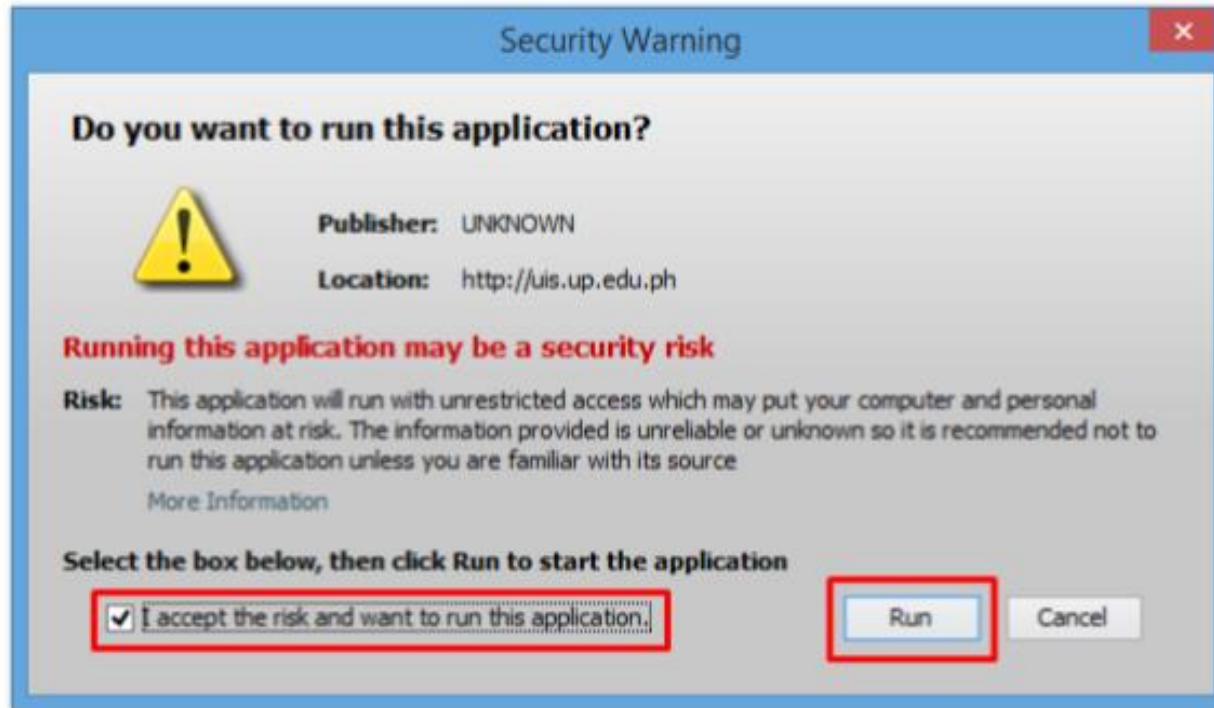 Security Warning
Do you want to run this application?
Publisher: UNKNOWN
Location: http://uis.up.edu.ph
Running this application may be a security risk
Risk: This application will run with unrestricted access which may put your computer and personal
information at risk. The information provided is unreliable or unknown so it is recommended not to
run this application unless you are familiar with its source
More Information
Select the box below, then click Run to start the application
I accept the risk and want to run this application.
Run Cancel